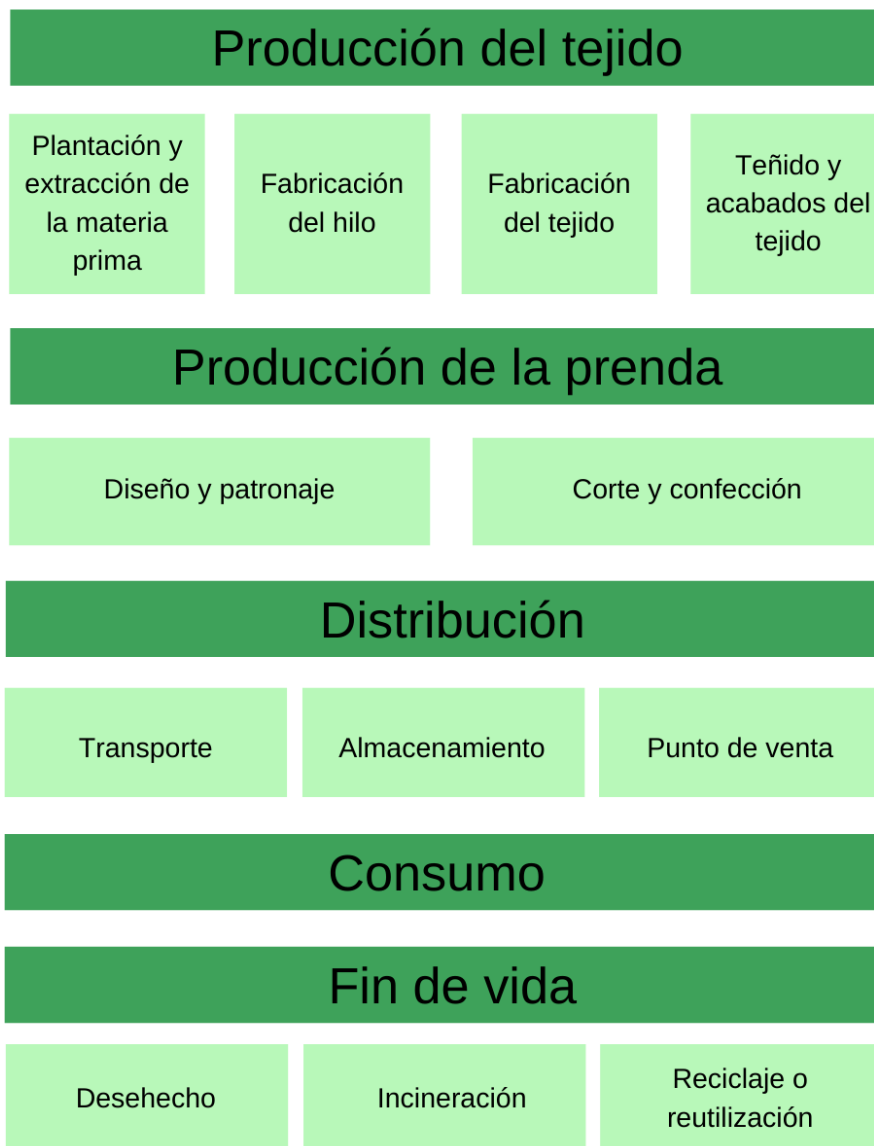 Producción del tejido
Plantación y
extracción de
la materia
prima
Fabricación
del hilo
Fabricación
del tejido
Teñido y
acabados del
tejido
Producción de la prenda
Diseño y patronaje
Corte y confección
Distribución
Transporte
Almacenamiento
Punto de venta
Consumo
Fin de vida
Desehecho
Incineración
Reciclaje o
reutilización